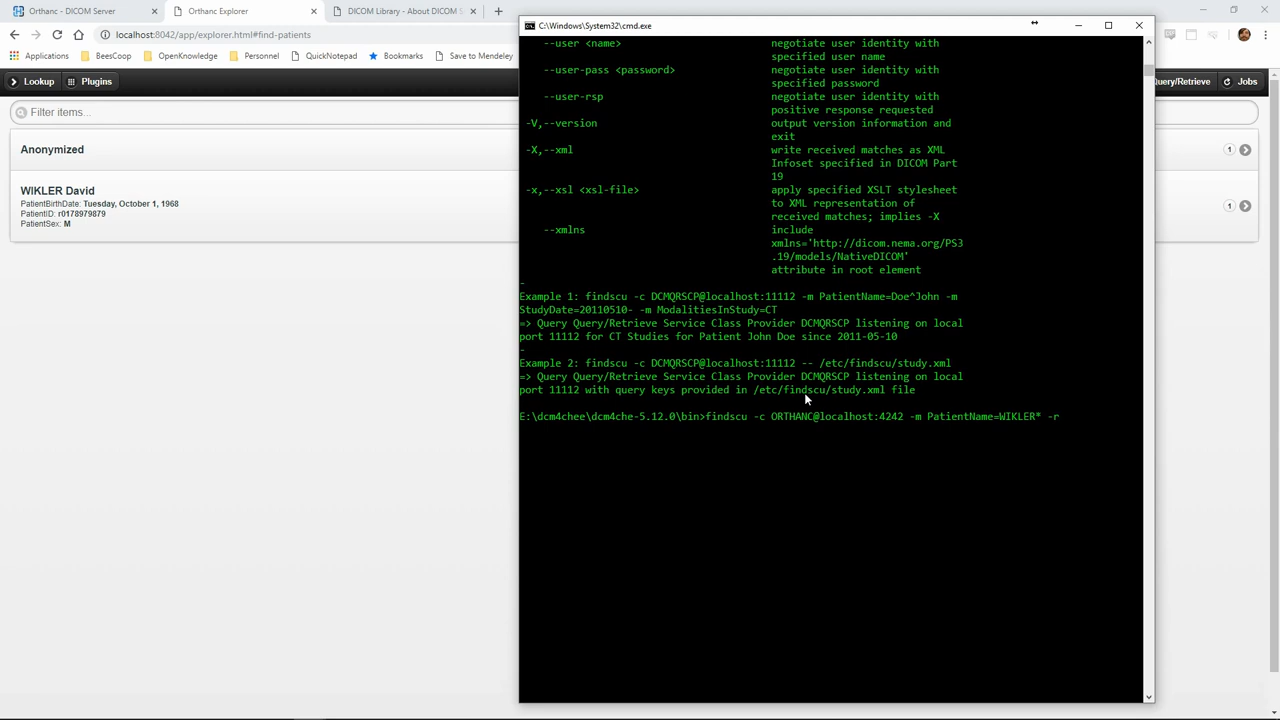 Orthanc - DICOM Server
Orthanc Explorer
DICOM Library - About DICOM S
localhost:8042/app/explorer.html#find-patients
Applications
Betssy
OpenKnowledge
Personnel
QuickNotepad
Bookmarks
Save to Mendeley
Lookup
Plugins
Query/Retrieve
Jobs
Filter items...
Anonymized
1
WIKLER David
PatientBirthDate: Tuesday, October 1, 1968
PatientID: r0178979879
PatientSex: M
1
C:\Windows\System32\cmd.exe
--user <name> negotiate user identity with
specified user name
--user-pass <password> negotiate user identity with
specified password
--user-rsp negotiate user identity with
positive response requested
-V,--version output version information and
exit
-X,--xml write received matches as XML
Infoset specified in DICOM Part
19
-x,--xsl <xsl-file> apply specified XSLT stylesheet
to XML representation of
received matches; implies -X
--xmlns include
xmlns='http://dicom.nema.org/PS3
.19/models/NativeDICOM'
attribute in root element
-
Example 1: findscu -c DCMQRSCP@localhost:11112 -m PatientName=Doe^John -m
StudyDate=20110510- -m ModalitiesInStudy=CT
=> Query Query/Retrieve Service Class Provider DCMQRSCP listening on local
port 11112 for CT Studies for Patient John Doe since 2011-05-10
-
Example 2: findscu -c DCMQRSCP@localhost:11112 -- /etc/findscu/study.xml
=> Query Query/Retrieve Service Class Provider DCMQRSCP listening on local
port 11112 with query keys provided in /etc/findscu/study.xml file
E:\dcm4chee\dcm4che-5.12.0\bin>findscu -c ORTHANC@localhost:4242 -m PatientName=WIKLER* -r